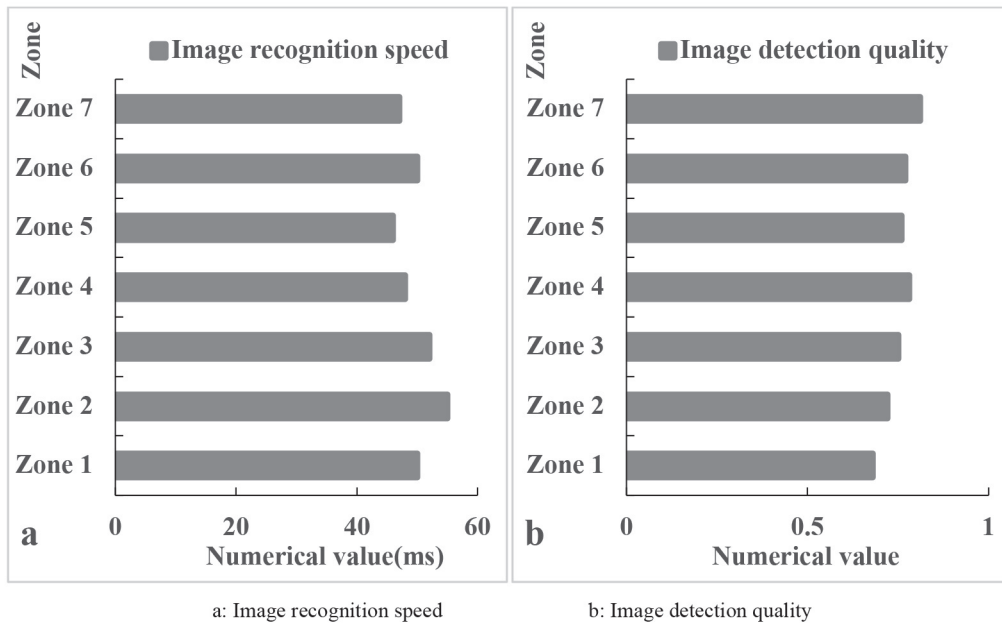 Zone
Image recognition speed
Zone 7
Zone 6
Zone 5
Zone 4
Zone 3
Zone 2
Zone 1
0 20 40 60
a
Numerical value(ms)
Zone
Image detection quality
Zone 7
Zone 6
Zone 5
Zone 4
Zone 3
Zone 2
Zone 1
0 0.5 1
b
Numerical value
a: Image recognition speed
b: Image detection quality